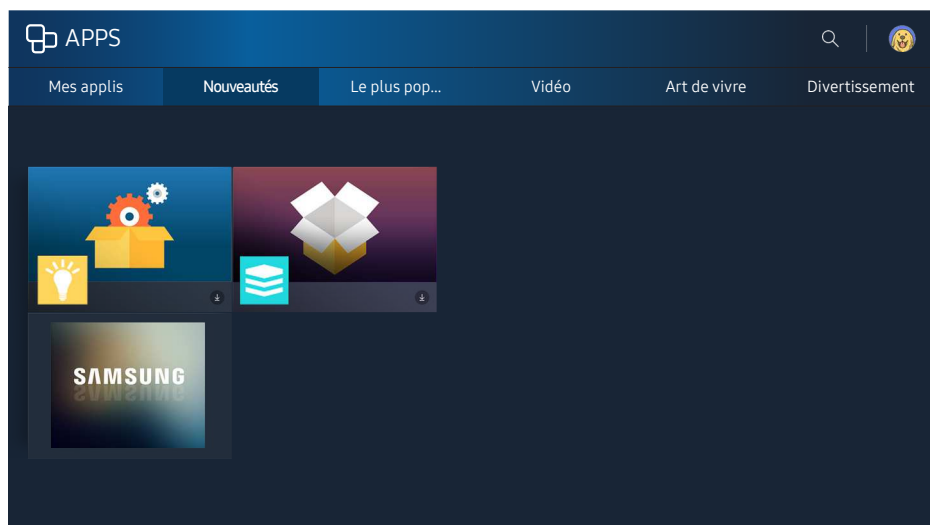 APPS
Mes applis Nouveautés Le plus pop... Vidéo Art de vivre Divertissement
SAMSUNG